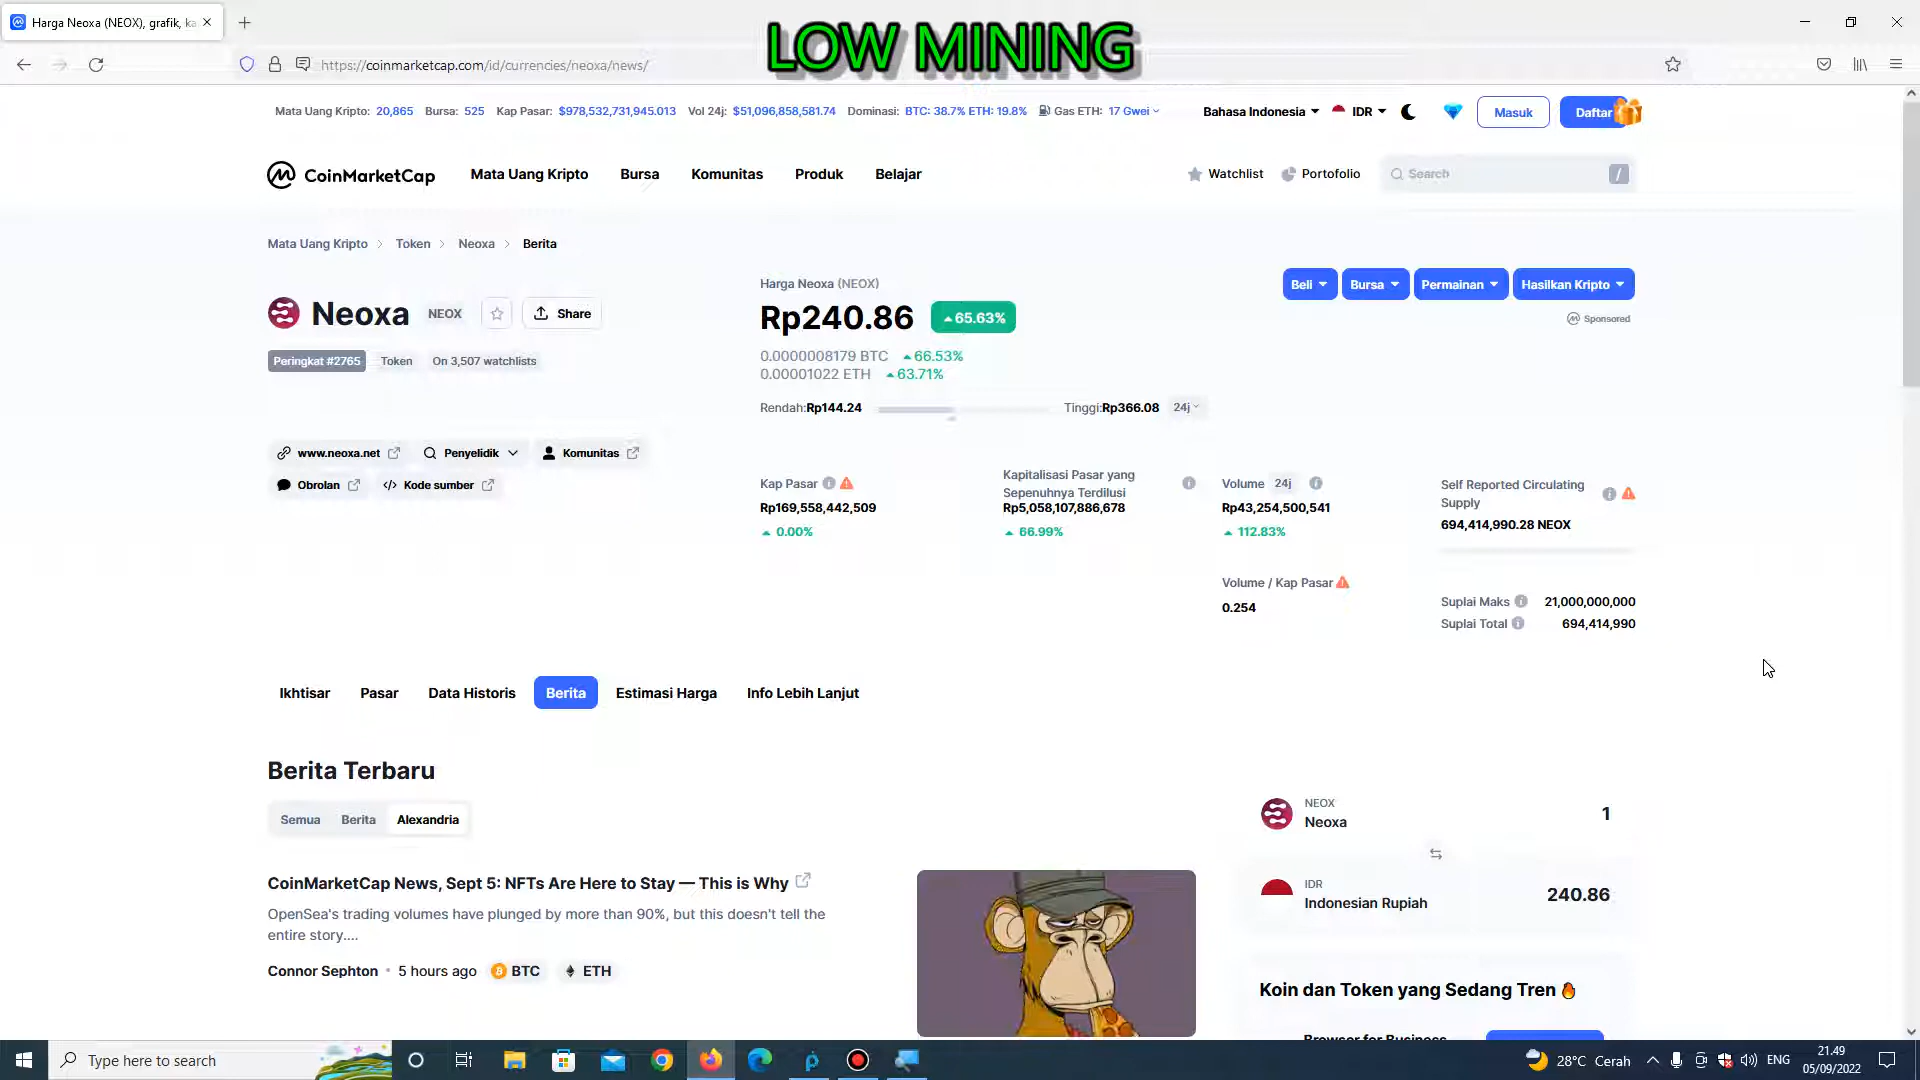 Harga Neoxa (NEOX), grafik, ka
LOW MINING
https://coinmarketcap.com/id/currencies/neoxa/news/
Mata Uang Kripto: 20,865 Bursa: 525 Kap Pasar: $978,532,731,945.013 Vol 24j: $51,096,858,581.74 Dominasi: BTC: 38.7% ETH: 19.8% Gas ETH: 17 Gwei Bahasa Indonesia IDR Masuk Daftar
CoinMarketCap Mata Uang Kripto Bursa Komunitas Produk Belajar Watchlist Portofolio Search /
Mata Uang Kripto > Token > Neoxa > Berita
Neoxa NEOX Share
Peringkat #2765 Token On 3,507 watchlists
www.neoxa.net Penyelidik Komunitas
Obrolan </> Kode sumber
Harga Neoxa (NEOX)
Rp240.86 65.63%
0.0000008179 BTC 66.53%
0.00001022 ETH 63.71%
Rendah:Rp144.24 Tinggi:Rp366.08 24j
Beli Bursa Permainan Hasilkan Kripto
Sponsored
Kap Pasar
Rp169,558,442,509
0.00%
Kapitalisasi Pasar yang
Sepenuhnya Terdilusi
Rp5,058,107,886,678
66.99%
Volume 24j
Rp43,254,500,541
112.83%
Volume / Kap Pasar
0.254
Self Reported Circulating
Supply
694,414,990.28 NEOX
Suplai Maks 21,000,000,000
Suplai Total 694,414,990
Ikhtisar Pasar Data Historis Berita Estimasi Harga Info Lebih Lanjut
Berita Terbaru
Semua Berita Alexandria
CoinMarketCap News, Sept 5: NFTs Are Here to Stay — This is Why
OpenSea's trading volumes have plunged by more than 90%, but this doesn't tell the
entire story....
Connor Sephton • 5 hours ago BTC ETH
NEOX
Neoxa 1
IDR
Indonesian Rupiah 240.86
Koin dan Token yang Sedang Tren
Browser for Business
Type here to search
28°C Cerah ENG
21.49
05/09/2022